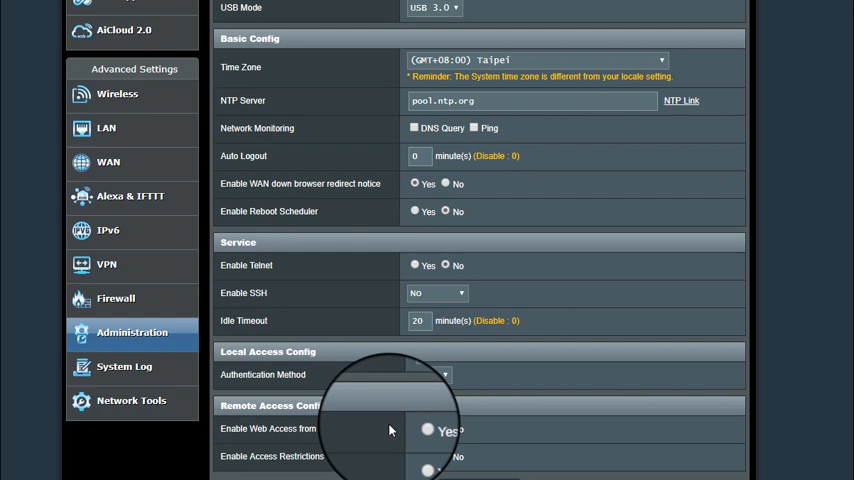 USB Mode USB 3.0
AiCloud 2.0
Basic Config
Time Zone (GMT+08:00) Taipei
* Reminder: The System time zone is different from your locale setting.
NTP Server pool.ntp.org NTP Link
Network Monitoring DNS Query Ping
Auto Logout 0 minute(s) (Disable : 0)
Enable WAN down browser redirect notice Yes No
Enable Reboot Scheduler Yes No
Service
Enable Telnet Yes No
Enable SSH No
Idle Timeout 20 minute(s) (Disable : 0)
Local Access Config
Authentication Method
Remote Access Config
Enable Web Access from Yes
Enable Access Restrictions No
Advanced Settings
Wireless
LAN
WAN
Alexa & IFTTT
IPv6
VPN
Firewall
Administration
System Log
Network Tools